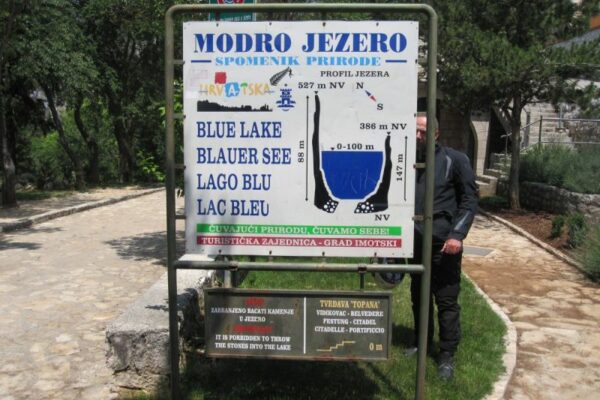 MODRO JEZERO
SPOMENIK PRIRODE
HRVATSKA
PROFIL JEZERA
527 m NV N
S
386 m NV
BLUE LAKE
BLAUER SEE
LAGO BLU
LAC BLEU
0-100 m
88 m
147 m
NV
ČUVAJUĆI PRIRODU, ČUVAMO SEBE!
TURISTIČKA ZAJEDNICA - GRAD IMOTSKI
ZABRANJENO BACATI KAMENJE
U JEZERO
IT IS FORBIDDEN TO THROW
THE STONES INTO THE LAKE
TVRĐAVA "TOPANA"
VIDIKOVAC - BELVEDERE
FESTUNG - CITADEL
CITADELLE - PORTIFICCIO
0 m